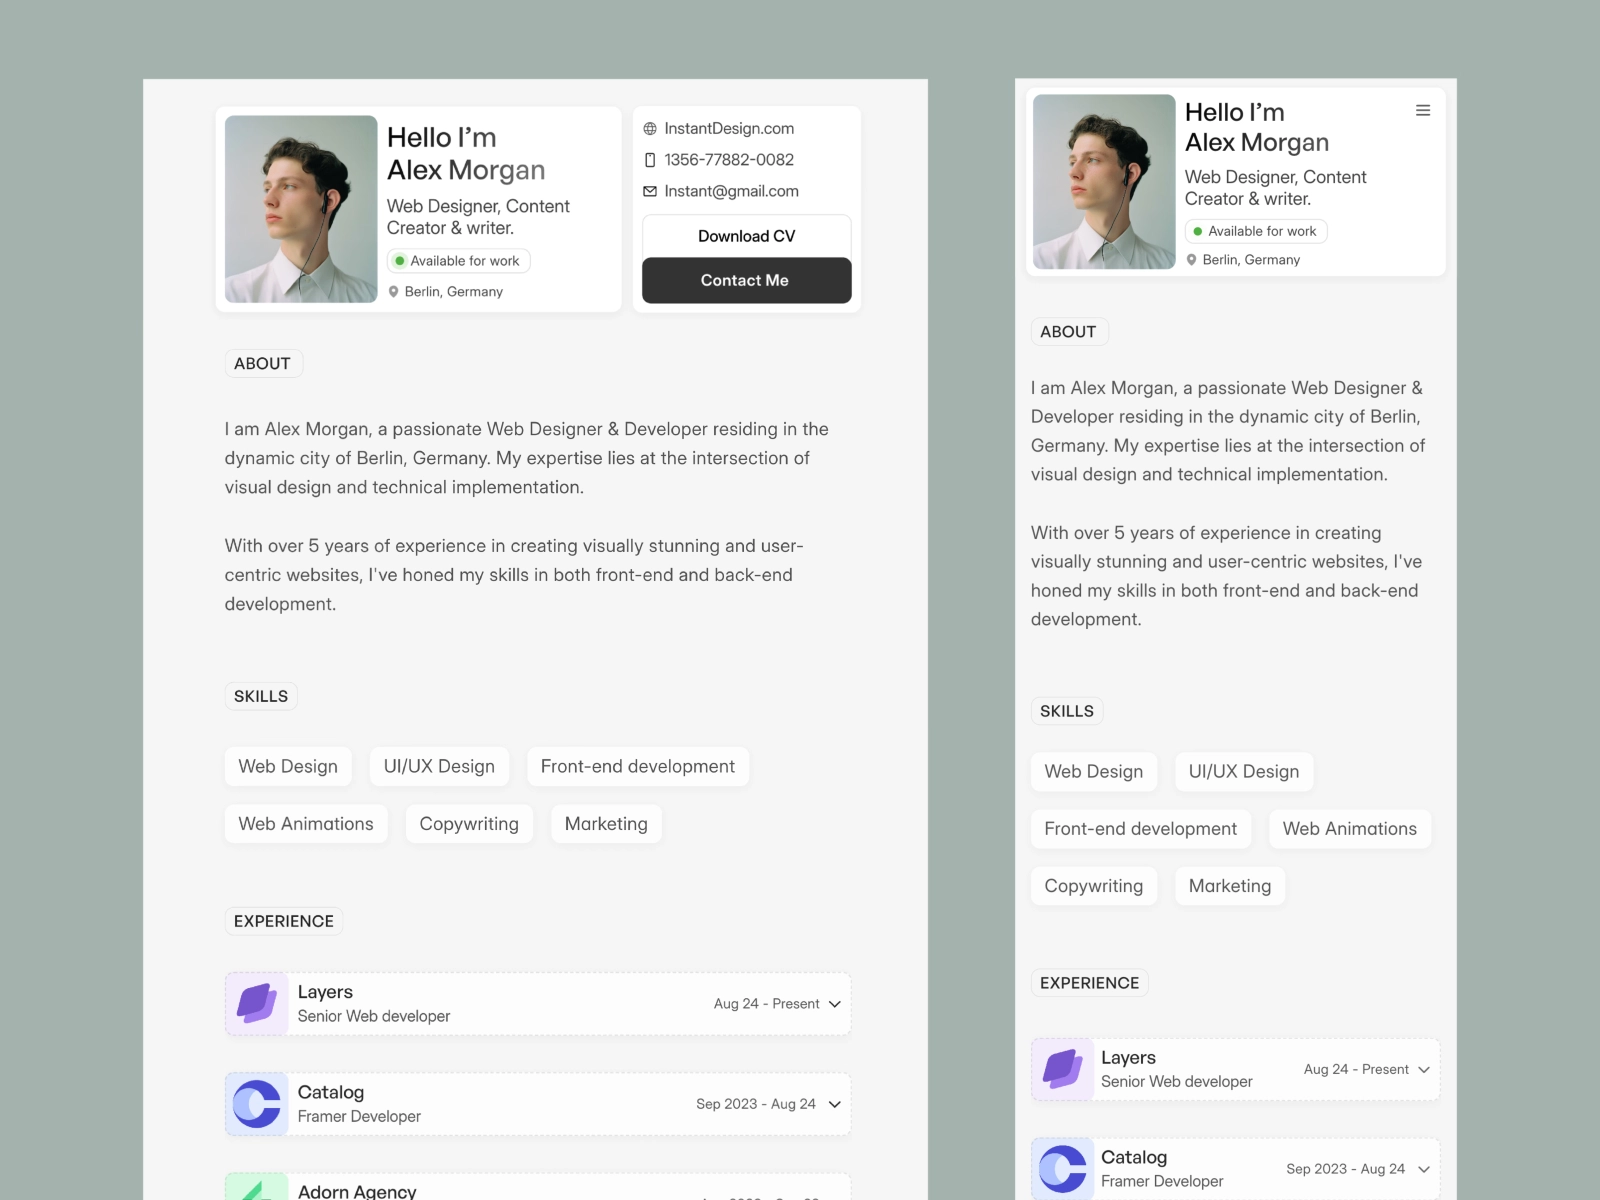 Hello I’m
Alex Morgan
Web Designer, Content
Creator & writer.
Available for work
Berlin, Germany
InstantDesign.com
1356-77882-0082
Instant@gmail.com
Download CV
Contact Me
ABOUT
I am Alex Morgan, a passionate Web Designer & Developer residing in the
dynamic city of Berlin, Germany. My expertise lies at the intersection of
visual design and technical implementation.
With over 5 years of experience in creating visually stunning and user-
centric websites, I've honed my skills in both front-end and back-end
development.
SKILLS
Web Design
UI/UX Design
Front-end development
Web Animations
Copywriting
Marketing
EXPERIENCE
Layers
Senior Web developer
Aug 24 - Present
Catalog
Framer Developer
Sep 2023 - Aug 24
Adorn Agency
Hello I’m
Alex Morgan
Web Designer, Content
Creator & writer.
Available for work
Berlin, Germany
ABOUT
I am Alex Morgan, a passionate Web Designer &
Developer residing in the dynamic city of Berlin,
Germany. My expertise lies at the intersection of
visual design and technical implementation.
With over 5 years of experience in creating
visually stunning and user-centric websites, I've
honed my skills in both front-end and back-end
development.
SKILLS
Web Design
UI/UX Design
Front-end development
Web Animations
Copywriting
Marketing
EXPERIENCE
Layers
Senior Web developer
Aug 24 - Present
Catalog
Framer Developer
Sep 2023 - Aug 24